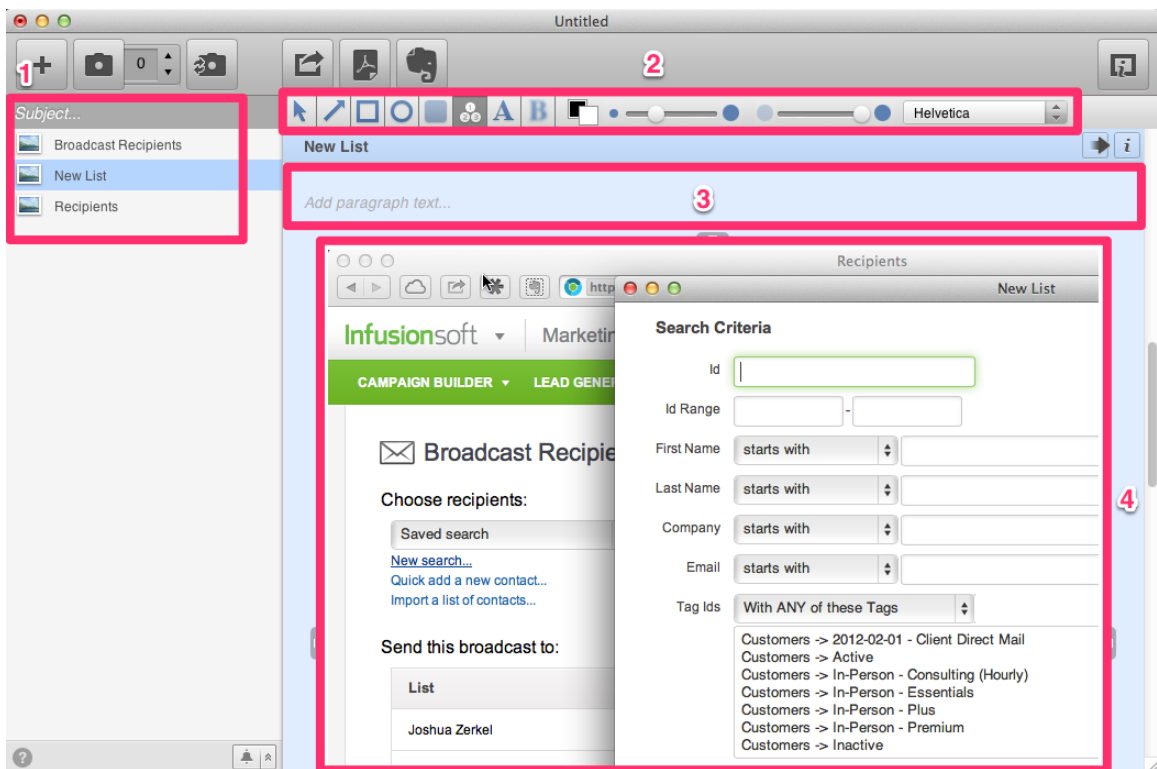 Untitled
1
0
2
Subject...
A
B
Helvetica
Broadcast Recipients
New List
Recipients
New List
i
Add paragraph text...
3
Recipients
http
New List
Infusionsoft
Marketin
CAMPAIGN BUILDER
LEAD GENE
Search Criteria
Id
Id Range
-
First Name
starts with
Last Name
starts with
Company
starts with
Email
starts with
Tag Ids
With ANY of these Tags
Customers -> 2012-02-01 - Client Direct Mail
Customers -> Active
Customers -> In-Person - Consulting (Hourly)
Customers -> In-Person - Essentials
Customers -> In-Person - Plus
Customers -> In-Person - Premium
Customers -> Inactive
Broadcast Recipie
Choose recipients:
Saved search
New search...
Quick add a new contact...
Import a list of contacts...
Send this broadcast to:
List
Joshua Zerkel
4
?